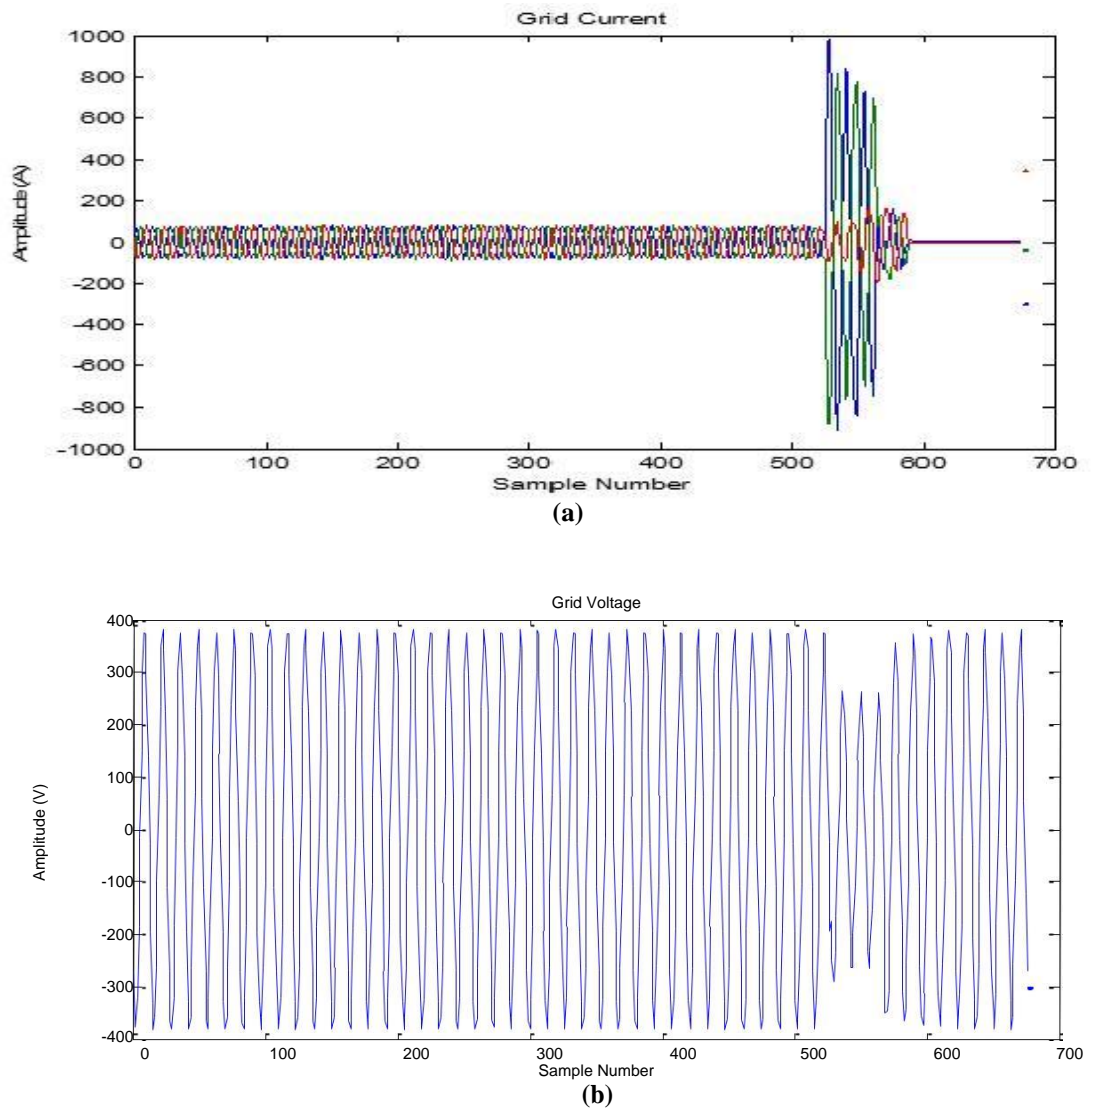 Grid Current
1000
800
600
400
200
0
-200
-400
-600
-800
-1000
Amplitude(A)
0 100 200 300 400 500 600 700
Sample Number
(a)
Grid Voltage
400
300
200
100
0
-100
-200
-300
-400
Amplitude (V)
0 100 200 300 400 500 600 700
Sample Number
(b)